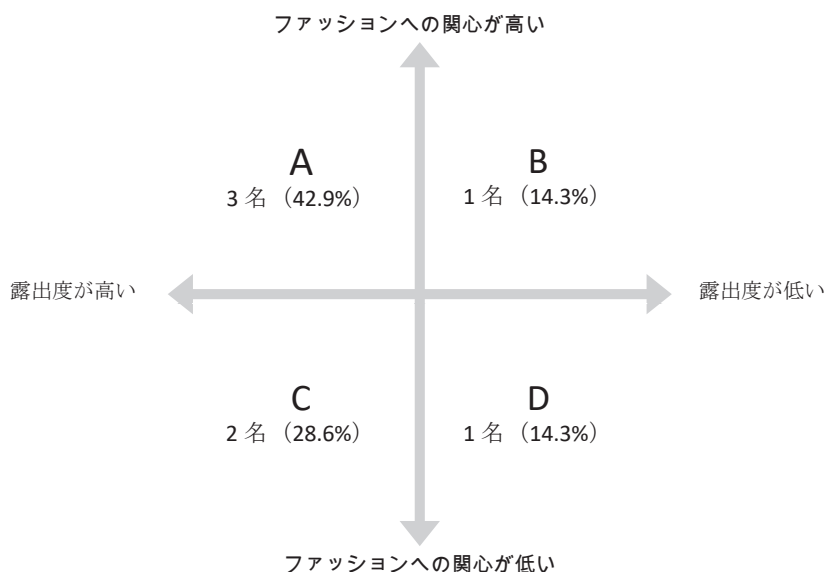 ファッションへの関心が高い
A
3 名（42.9%）
B
1 名（14.3%）
露出度が高い
露出度が低い
C
2 名（28.6%）
D
1 名（14.3%）
ファッションへの関心が低い